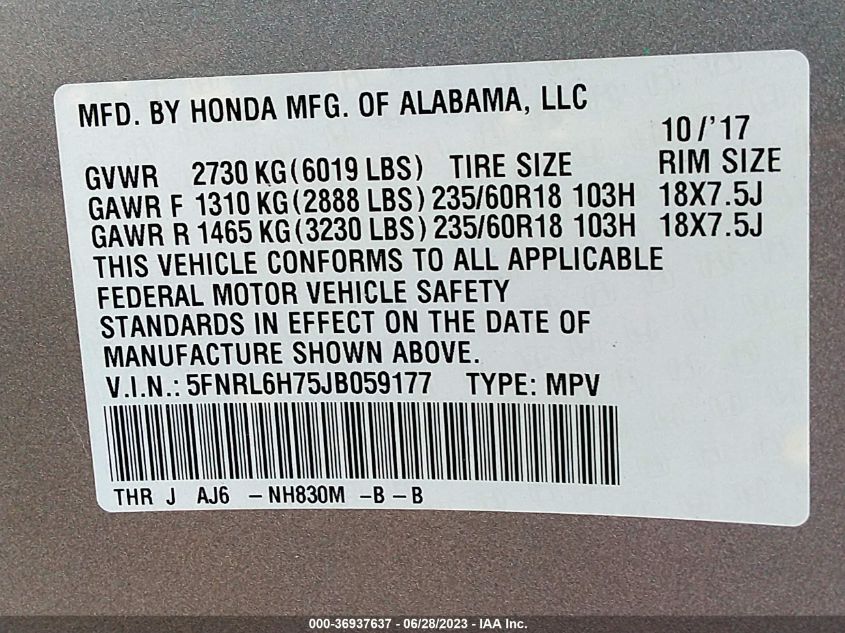 MFD. BY HONDA MFG. OF ALABAMA, LLC
10/'17
GVWR 2730 KG(6019 LBS) TIRE SIZE RIM SIZE
GAWR F 1310 KG(2888 LBS) 235/60R18 103H 18X7.5J
GAWR R 1465 KG(3230 LBS) 235/60R18 103H 18X7.5J
THIS VEHICLE CONFORMS TO ALL APPLICABLE
FEDERAL MOTOR VEHICLE SAFETY
STANDARDS IN EFFECT ON THE DATE OF
MANUFACTURE SHOWN ABOVE.
V.I.N.: 5FNRL6H75JB059177 TYPE: MPV
THR J AJ6 -NH830M -B-B
000-36937637 - 06/28/2023 - IAA Inc.